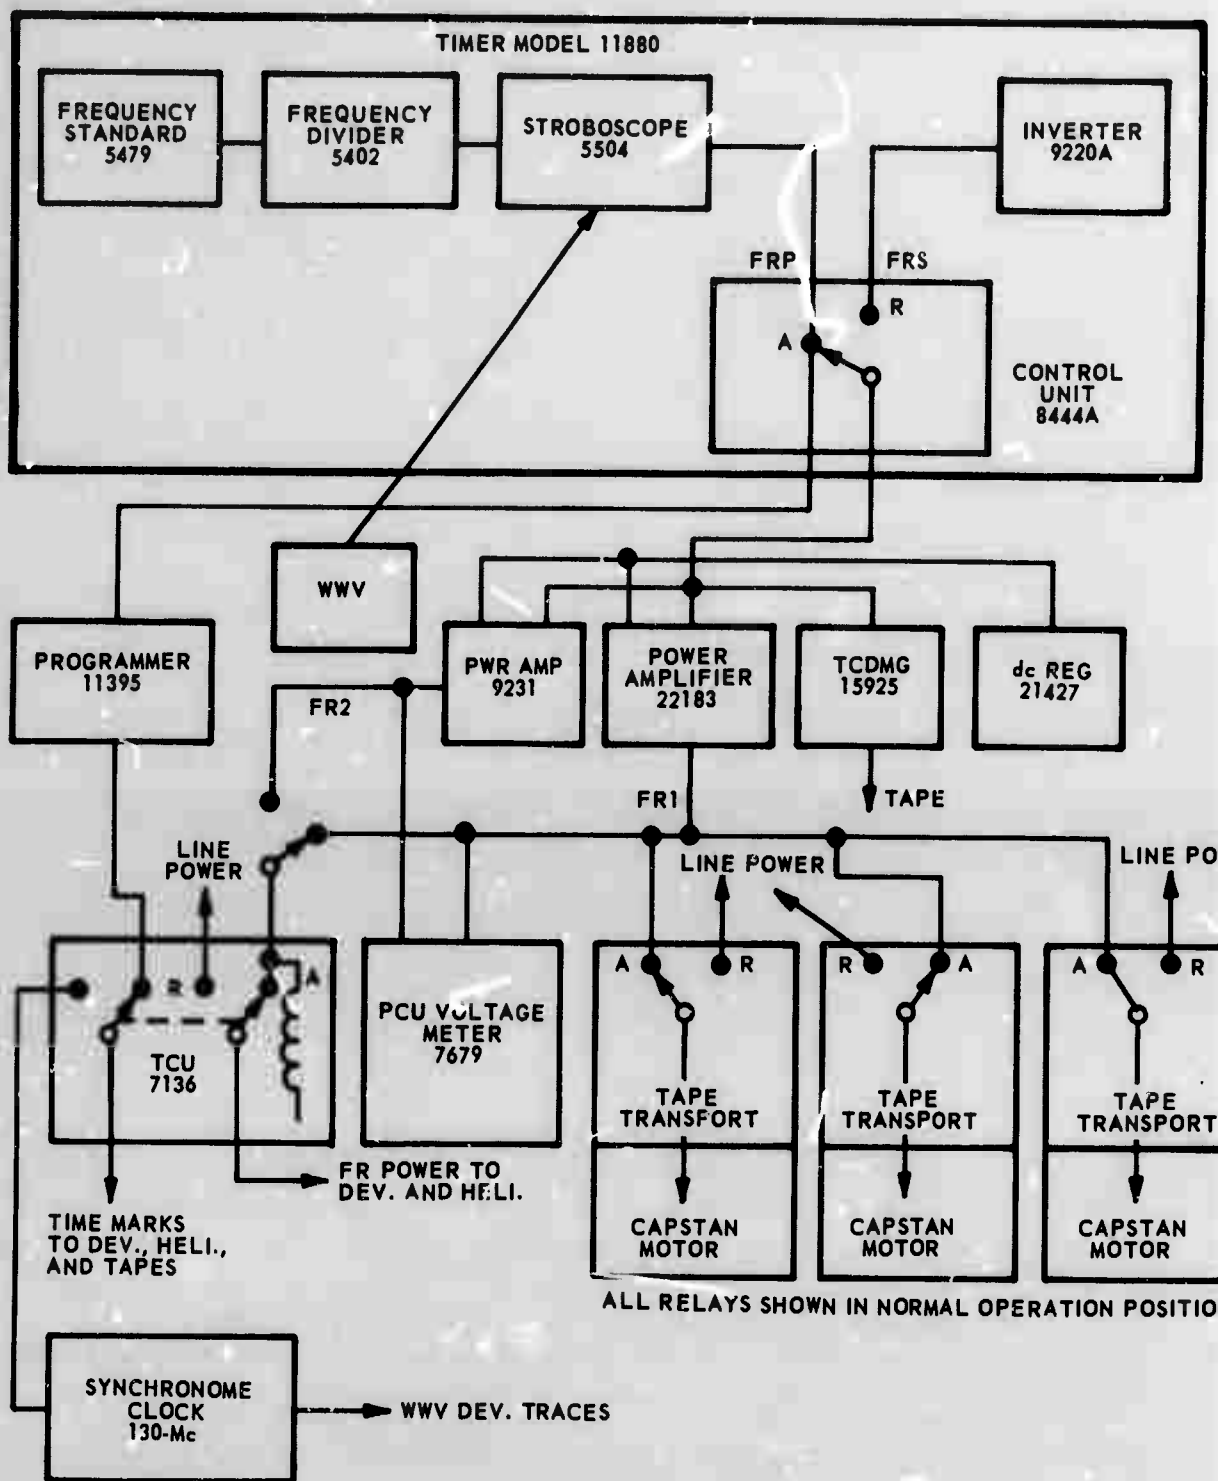 TIMER MODEL 11880
FREQUENCY
STANDARD
5479
FREQUENCY
DIVIDER
5402
STROBOSCOPE
5504
INVERTER
9220A
FRP
FRS
R
A
CONTROL
UNIT
8444A
WWV
PROGRAMMER
11395
PWR AMP
9231
POWER
AMPLIFIER
22183
TCDMG
15925
dc REG
21427
FR2
FR1
TAPE
LINE
POWER
LINE POWER
LINE PO
R
A
TCU
7136
PCU VOLTAGE
METER
7679
A
R
TAPE
TRANSPORT
CAPSTAN
MOTOR
R
A
TAPE
TRANSPORT
CAPSTAN
MOTOR
A
R
TAPE
TRANSPORT
CAPSTAN
MOTOR
FR POWER TO
DEV. AND HELI.
TIME MARKS
TO DEV., HELI.,
AND TAPES
ALL RELAYS SHOWN IN NORMAL OPERATION POSITIO
SYNCHRONOME
CLOCK
130-Mc
WWV DEV. TRACES